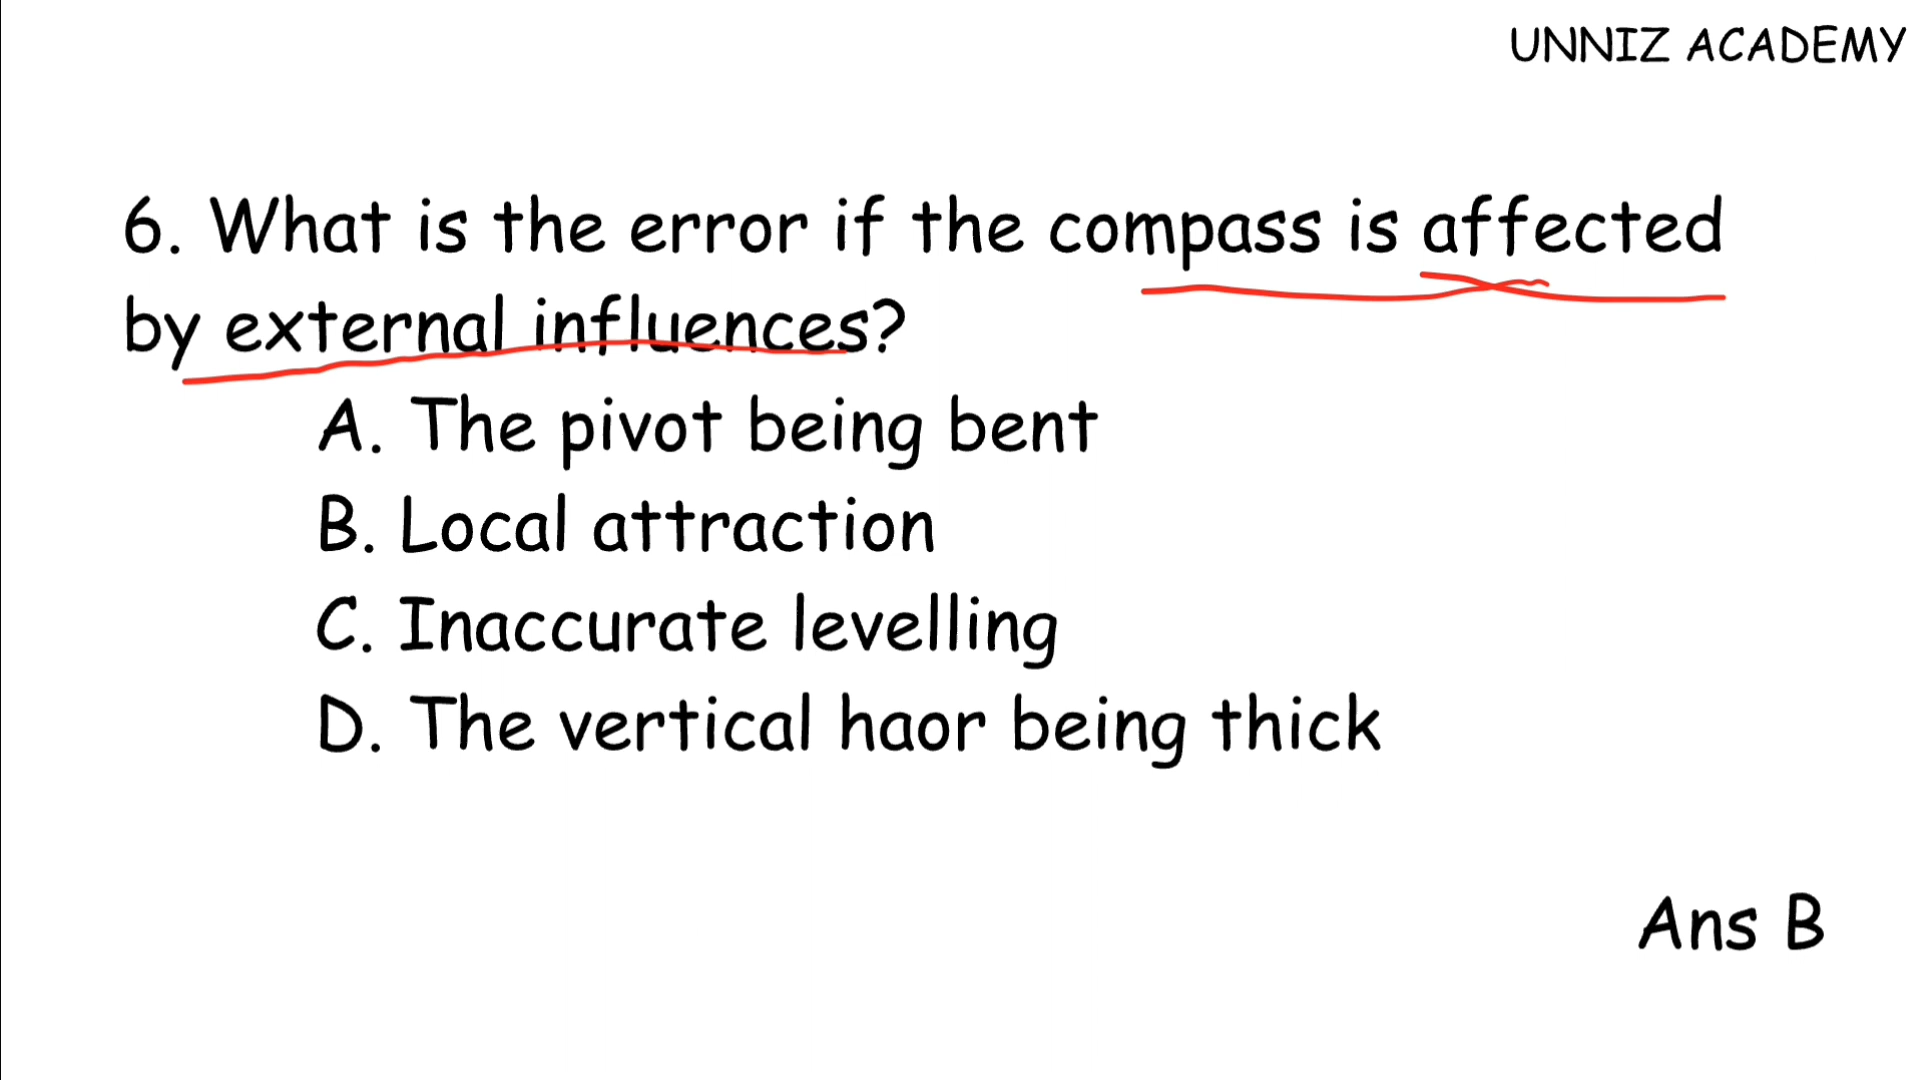 UNNIZ ACADEMY
6. What is the error if the compass is affected
by external influences?
A. The pivot being bent
B. Local attraction
C. Inaccurate levelling
D. The vertical haor being thick
Ans B